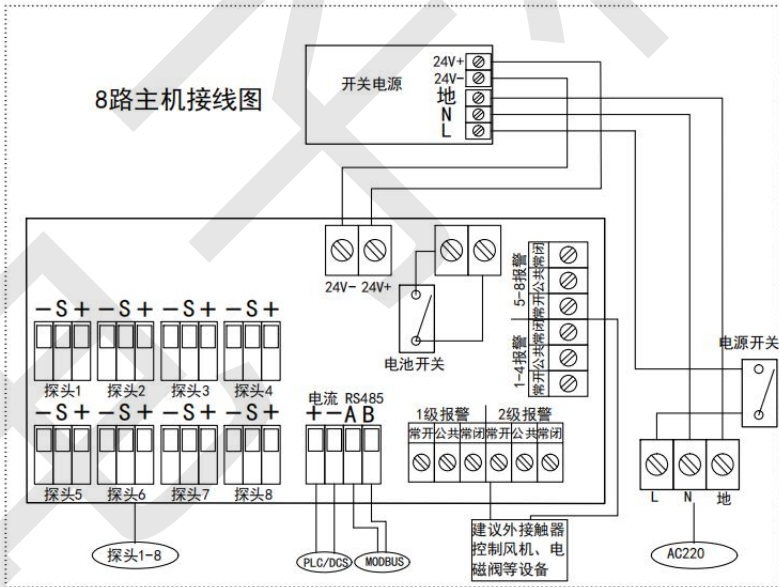 8路主机接线图
开关电源
24V+
24V-
地
N
L
24V- 24V+
电池开关
5-8报警
常闭
公共
常开
1-4报警
常闭
公共
常开
电源开关
-S+ -S+ -S+ -S+
探头1 探头2 探头3 探头4
-S+ -S+ -S+ -S+
探头5 探头6 探头7 探头8
探头1-8
电流 RS485
+-AB
PLC/DCS MODBUS
1级报警 2级报警
常开 公共 常闭 常开 公共 常闭
建议外接触器
控制风机、电
磁阀等设备
L N 地
AC220